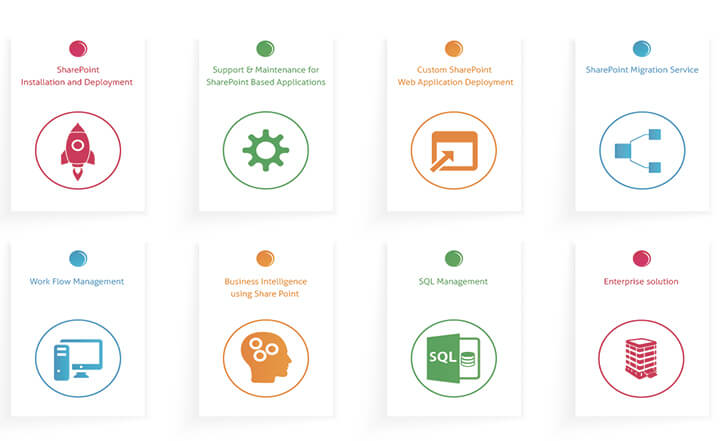 SharePoint
Installation and Deployment
Support & Maintenance for
SharePoint Based Applications
Custom SharePoint
Web Application Deployment
SharePoint Migration Service
Work Flow Management
Business Intelligence
using Share Point
SQL Management
SQL
Enterprise solution